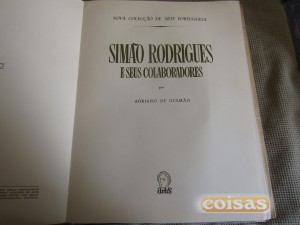 NOVA COLECÇÃO DE ARTE PORTUGUESA
SIMÃO RODRIGUES
E SEUS COLABORADORES
por
ADRIANO DE GUSMÃO
coisas